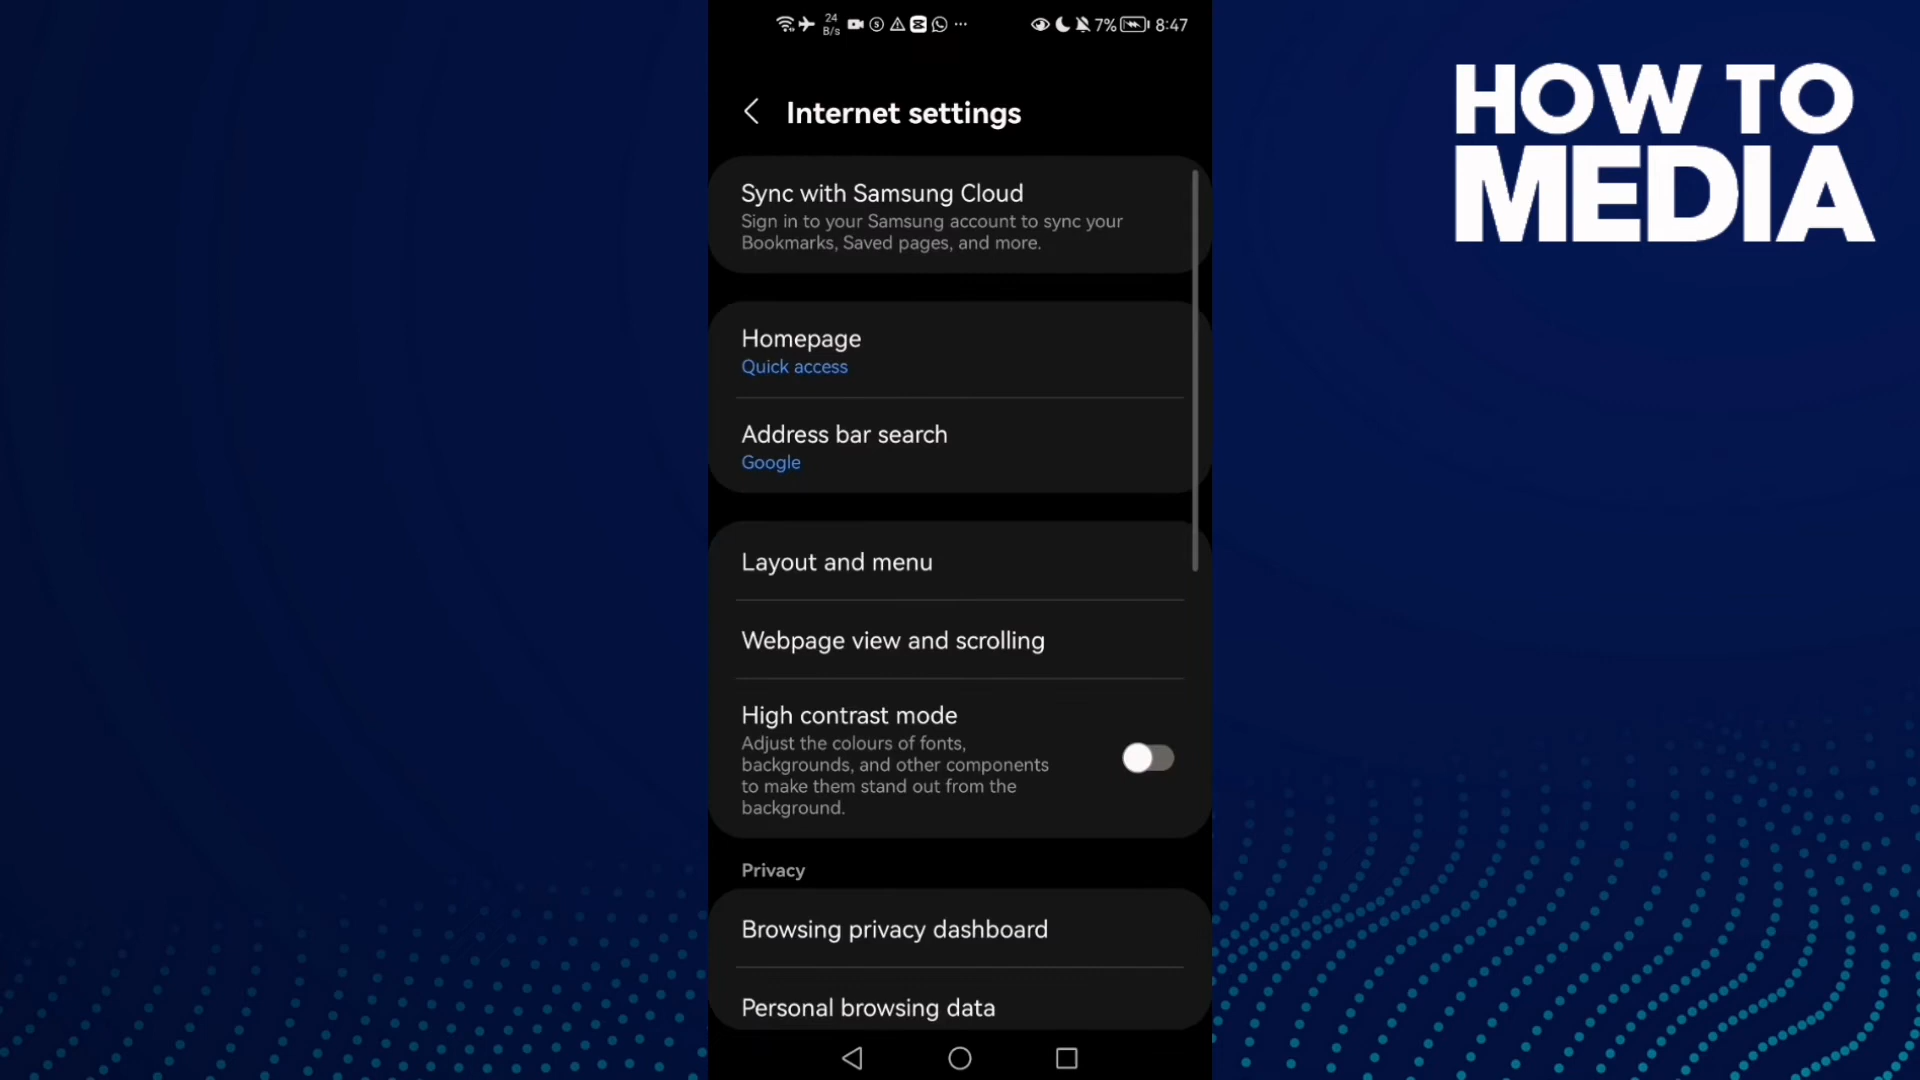 24
B/s
7%
8:47
HOW TO
MEDIA
Internet settings
Sync with Samsung Cloud
Sign in to your Samsung account to sync your
Bookmarks, Saved pages, and more.
Homepage
Quick access
Address bar search
Google
Layout and menu
Webpage view and scrolling
High contrast mode
Adjust the colours of fonts,
backgrounds, and other components
to make them stand out from the
background.
Privacy
Browsing privacy dashboard
Personal browsing data